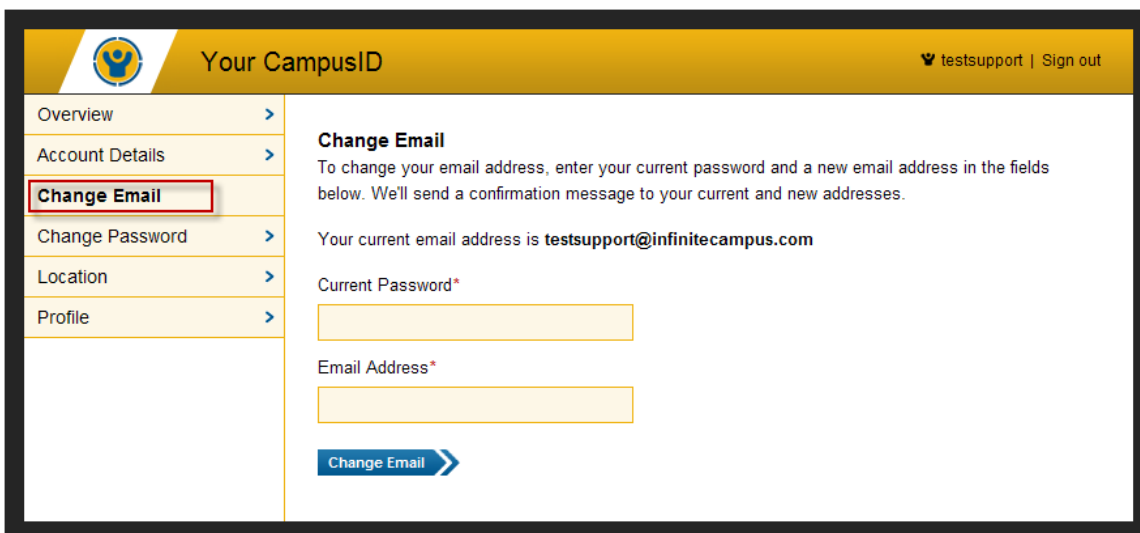 Your CampusID
testsupport | Sign out
Overview
Account Details
Change Email
Change Password
Location
Profile
Change Email
To change your email address, enter your current password and a new email address in the fields
below. We'll send a confirmation message to your current and new addresses.
Your current email address is testsupport@infinitecampus.com
Current Password*
Email Address*
Change Email